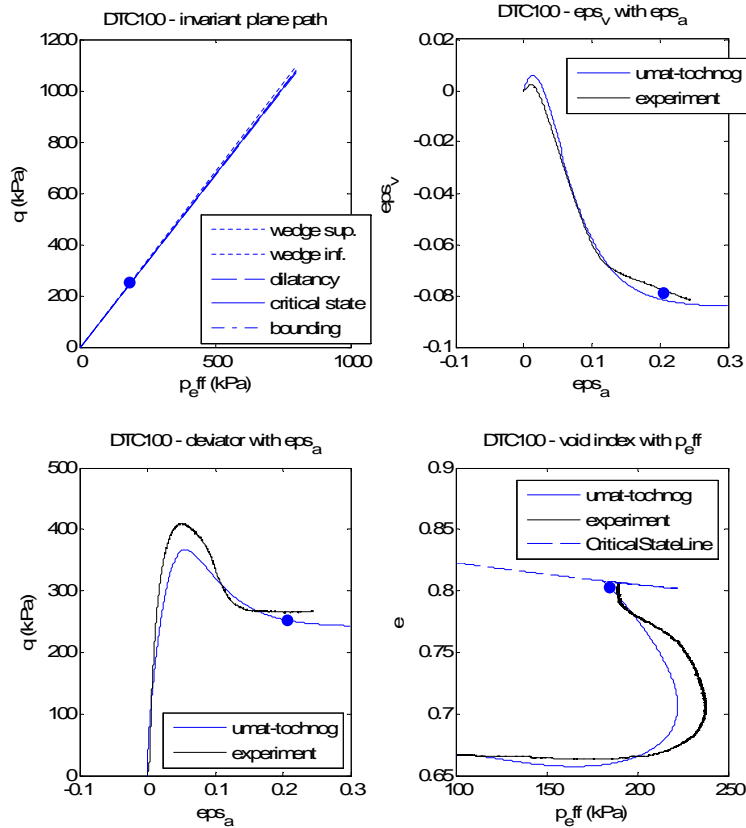 DTC100 - invariant plane path
1200
1000
800
600
400
200
0
q (kPa)
wedge sup.
wedge inf.
dilatancy
critical state
bounding
0
500
1000
p_eff (kPa)
DTC100 - eps_v with eps_a
0.02
0
-0.02
-0.04
-0.06
-0.08
-0.1
eps_v
umat-tochnog
experiment
-0.1
0
0.1
0.2
0.3
eps_a
DTC100 - deviator with eps_a
500
400
300
200
100
0
q (kPa)
umat-tochnog
experiment
-0.1
0
0.1
0.2
0.3
eps_a
DTC100 - void index with p_eff
0.9
0.85
0.8
0.75
0.7
0.65
e
umat-tochnog
experiment
CriticalStateLine
100
150
200
250
p_eff (kPa)